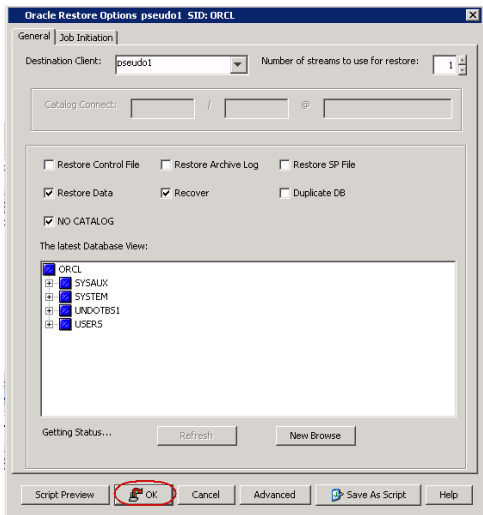 Oracle Restore Options pseudo1 SID: ORCL
General Job Initiation
Destination Client: pseudo1 Number of streams to use for restore: 1
Catalog Connect: / @
Restore Control File Restore Archive Log Restore SP File
Restore Data Recover Duplicate DB
NO CATALOG
The latest Database View:
ORCL
SYSAUX
SYSTEM
UNDOTBS1
USERS
Getting Status... Refresh New Browse
Script Preview OK Cancel Advanced Save As Script Help